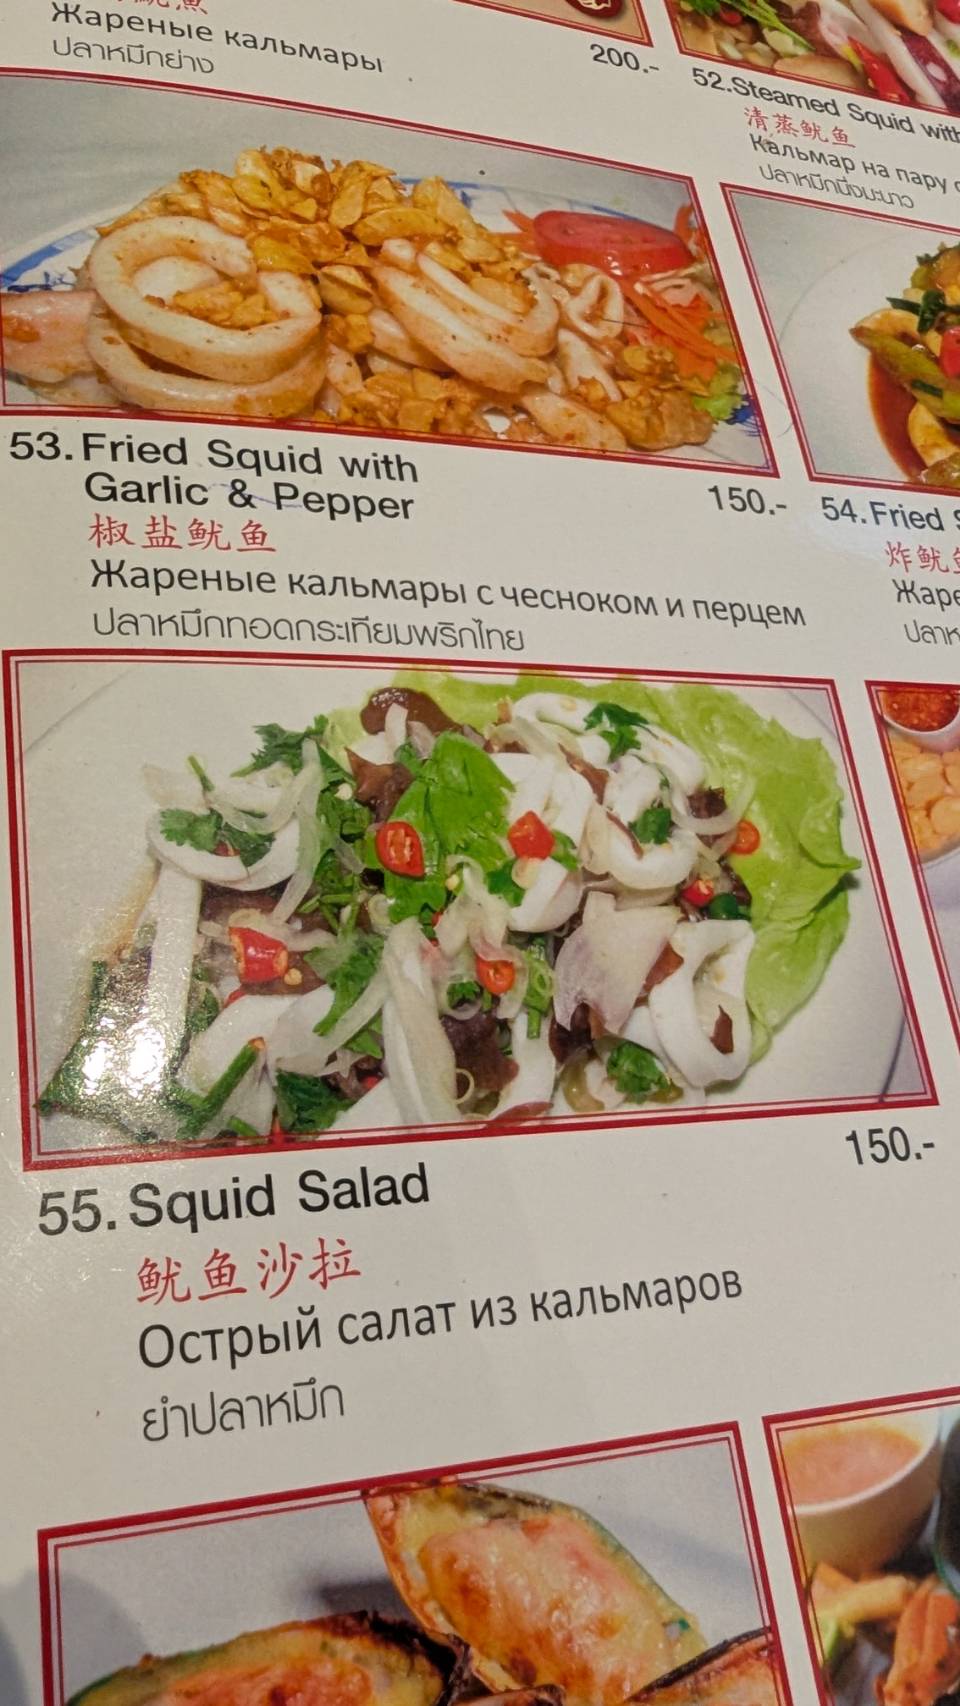 Жареные кальмары
ปลาหมึกย่าง
200.-
52.Steamed Squid with
清蒸鱿鱼
Кальмар на пару
ปลาหมึกนึ่งมะนาว
53. Fried Squid with
Garlic & Pepper
150.-
椒盐鱿鱼
Жареные кальмары с чесноком и перцем
ปลาหมึกทอดกระเทียมพริกไทย
54. Fried
炸鱿
55. Squid Salad
150.-
鱿鱼沙拉
Острый салат из кальмаров
ยำปลาหมึก